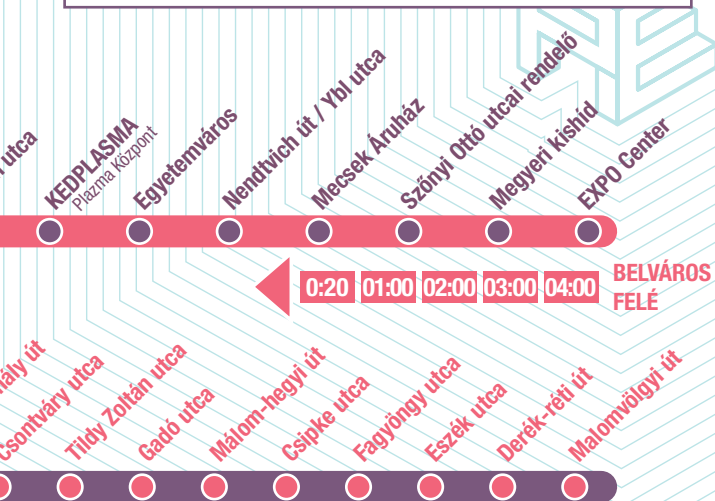 utca
KEDPLASMA
Plazma Központ
Egyetemváros
Nendtvich út / Ybl utca
Mecsek Áruház
Szőnyi Ottó utcai rendelő
Megyeri kishíd
EXPO Center
0:20 01:00 02:00 03:00 04:00
BELVÁROS
FELÉ
út
Csontváry utca
Tildy Zoltán utca
Gadó utca
Málom-hegyi út
Csipke utca
Fagyöngy utca
Eszék utca
Derék-réti út
Malomvölgyi út